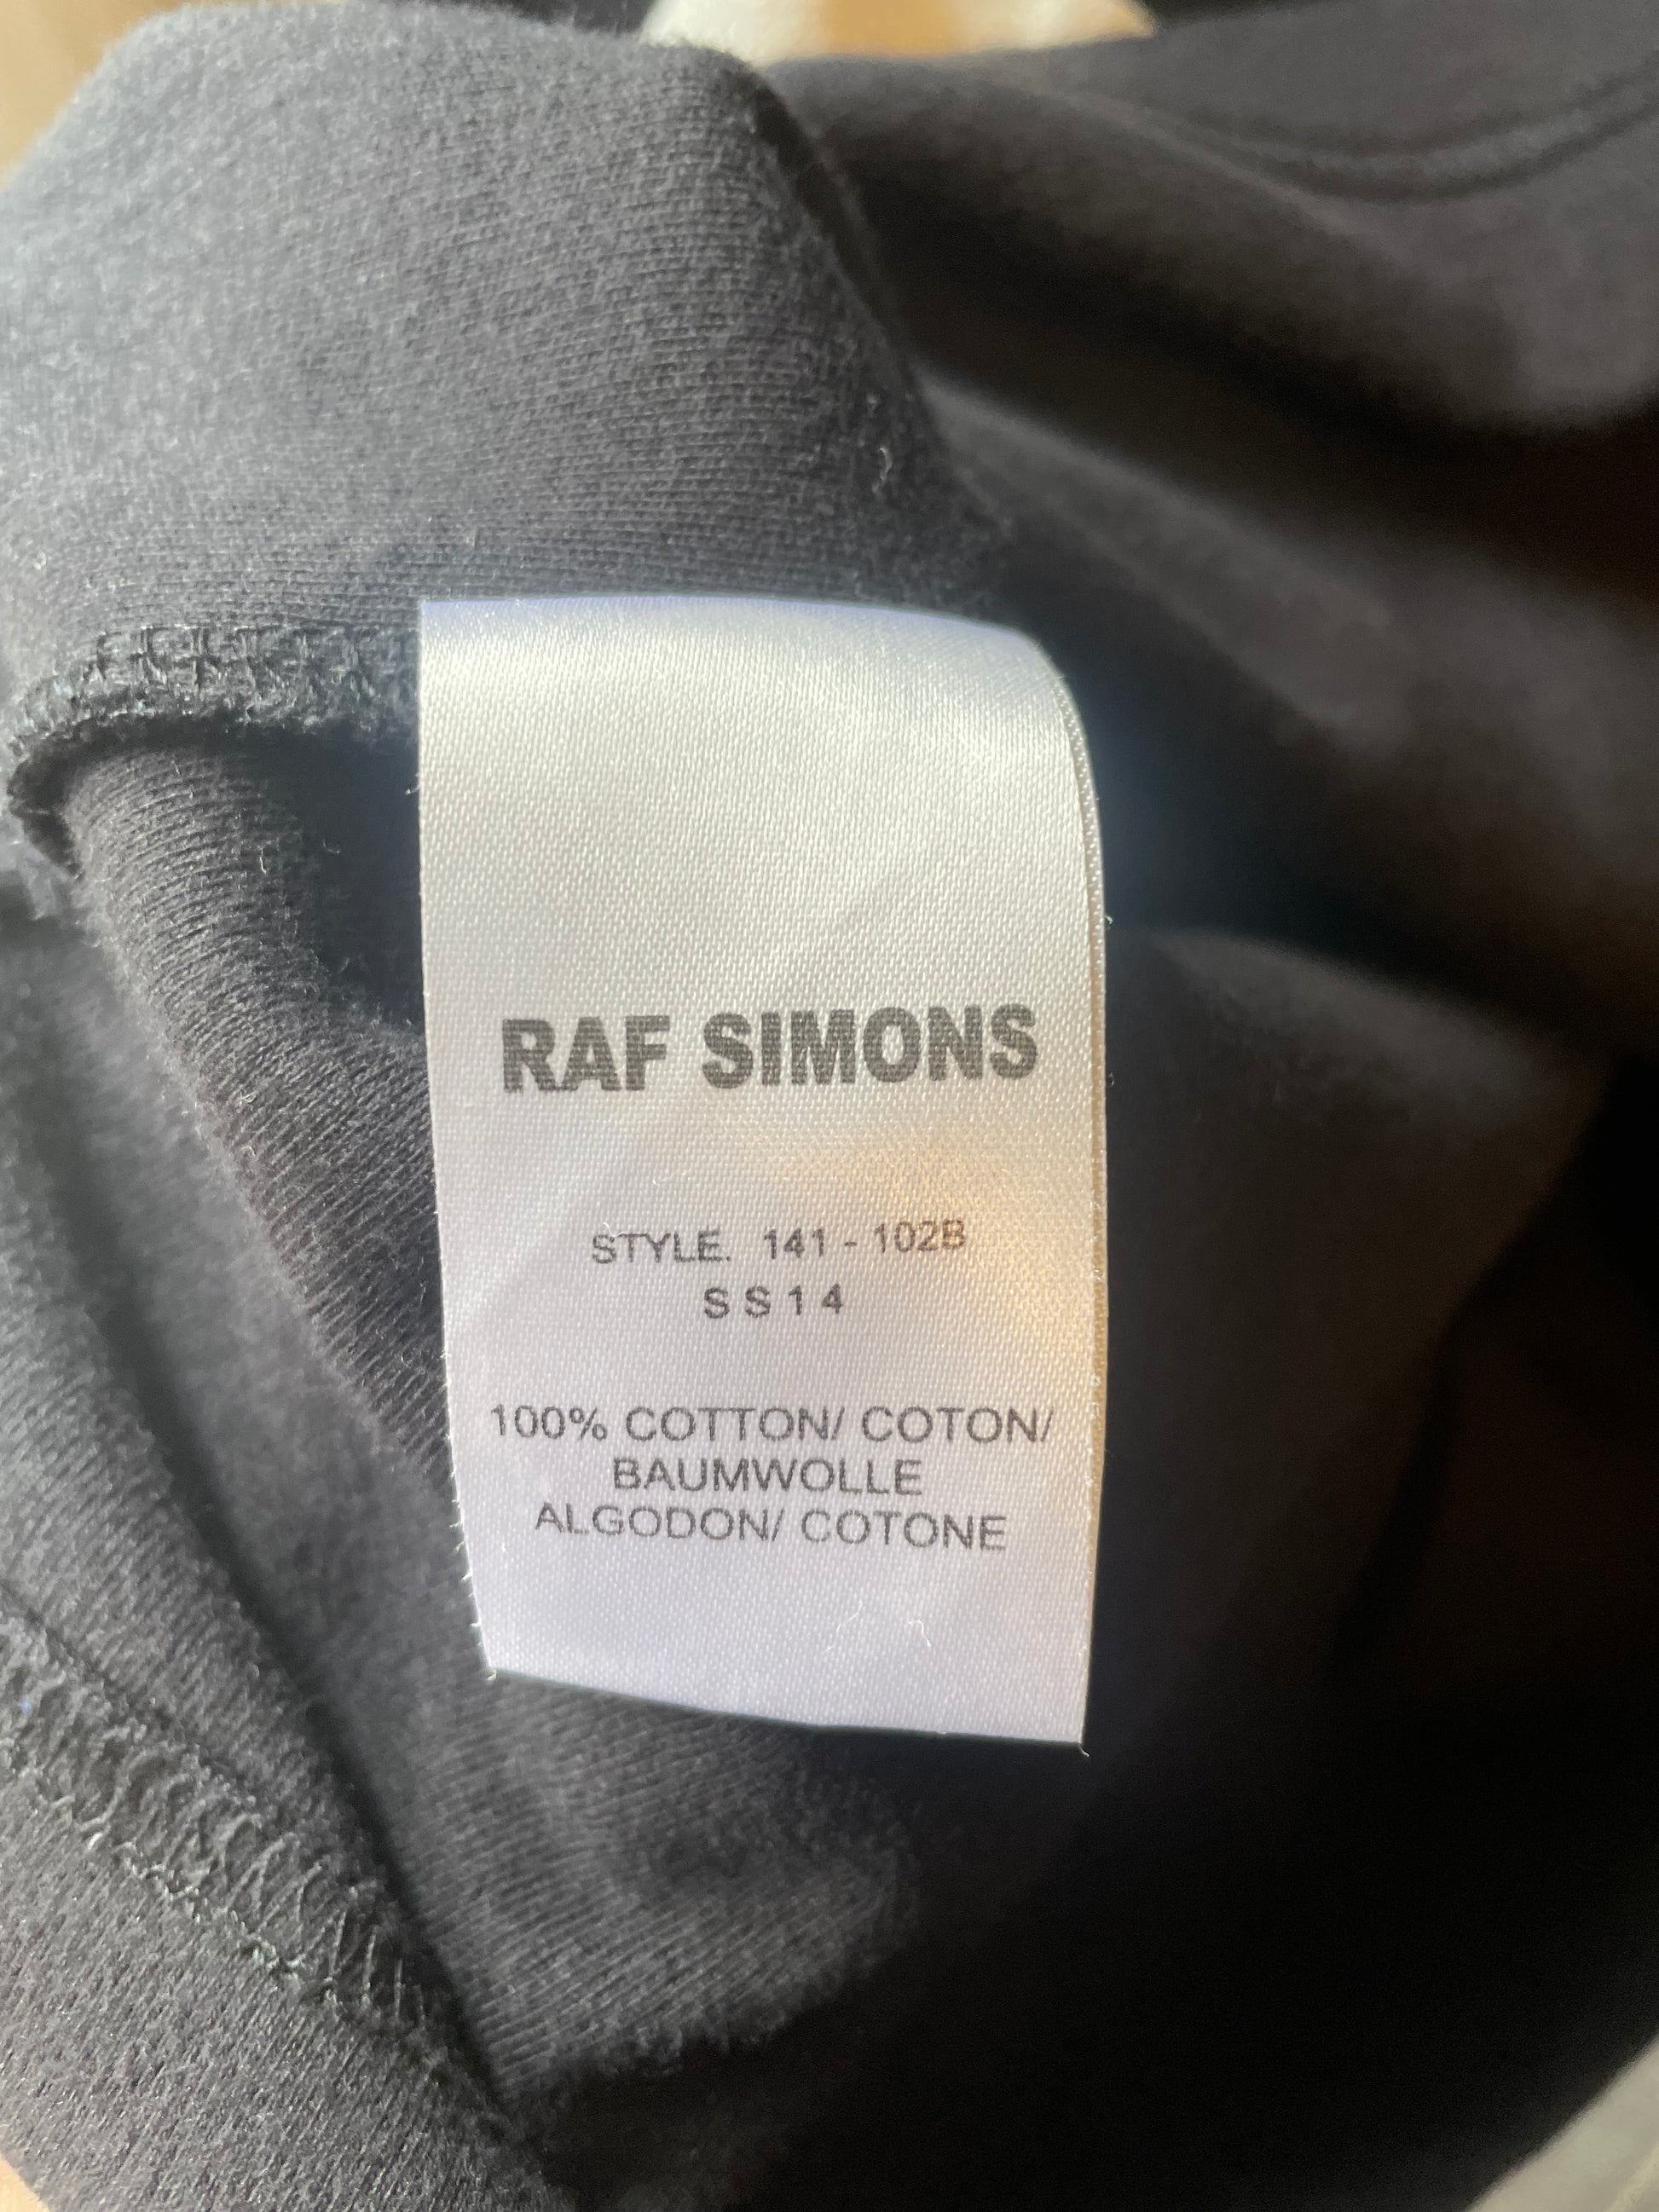 RAF SIMONS
STYLE. 141 - 102B
SS14
100% COTTON/ COTON/
BAUMWOLLE
ALGODON/ COTONE